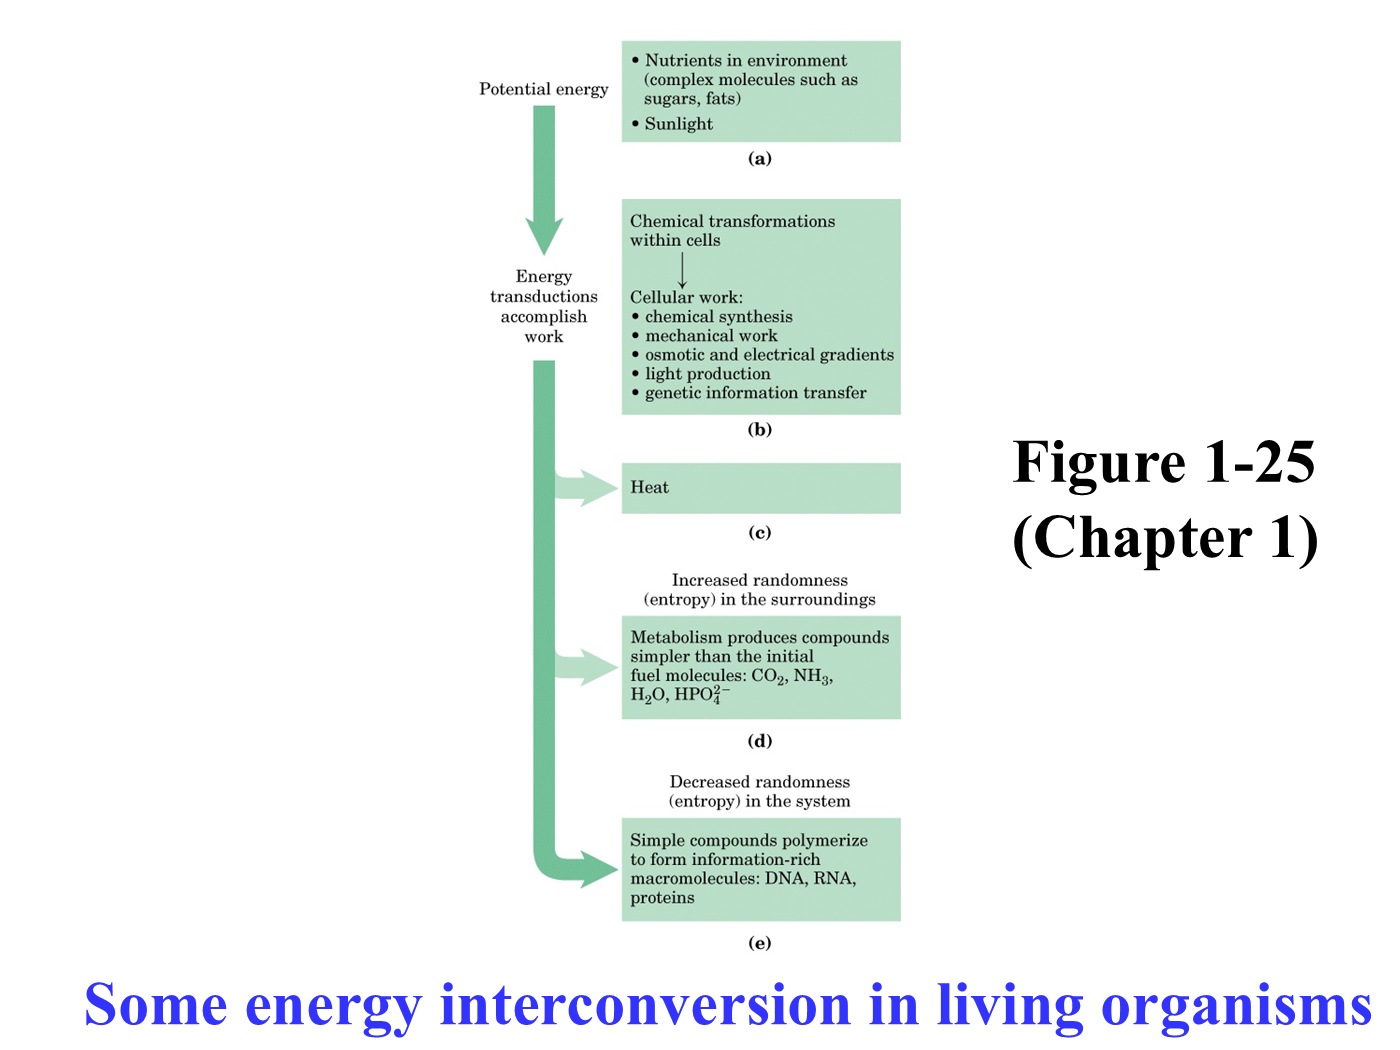 Potential energy
• Nutrients in environment
(complex molecules such as
sugars, fats)
• Sunlight
(a)
Energy
transductions
accomplish
work
Chemical transformations
within cells
Cellular work:
• chemical synthesis
• mechanical work
• osmotic and electrical gradients
• light production
• genetic information transfer
(b)
Heat
(c)
Increased randomness
(entropy) in the surroundings
Metabolism produces compounds
simpler than the initial
fuel molecules: CO₂, NH₃,
H₂O, HPO₄²⁻
(d)
Decreased randomness
(entropy) in the system
Simple compounds polymerize
to form information-rich
macromolecules: DNA, RNA,
proteins
(e)
Figure 1-25
(Chapter 1)
Some energy interconversion in living organisms